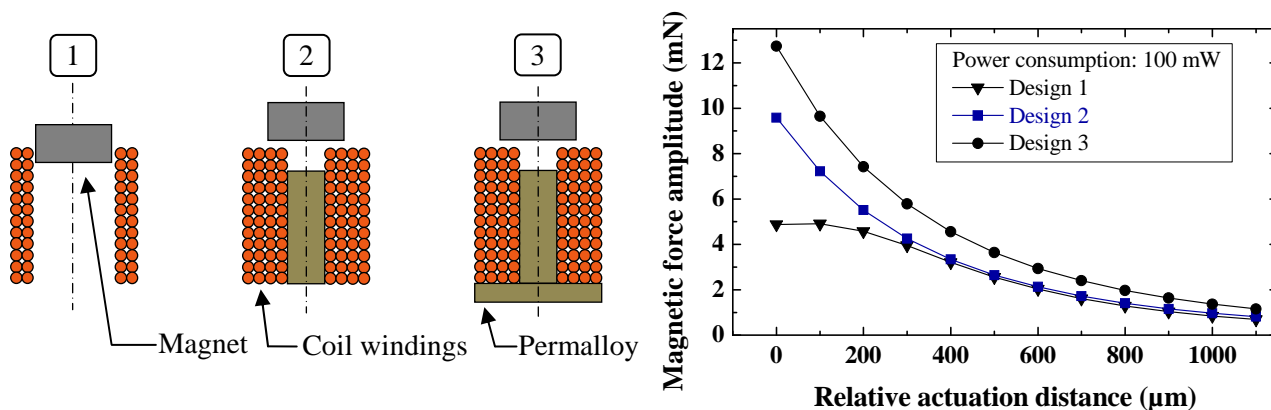 1
2
3
Magnet
Coil windings
Permalloy
Magnetic force amplitude (mN)
12
10
8
6
4
2
0
Power consumption: 100 mW
Design 1
Design 2
Design 3
0 200 400 600 800 1000
Relative actuation distance (µm)